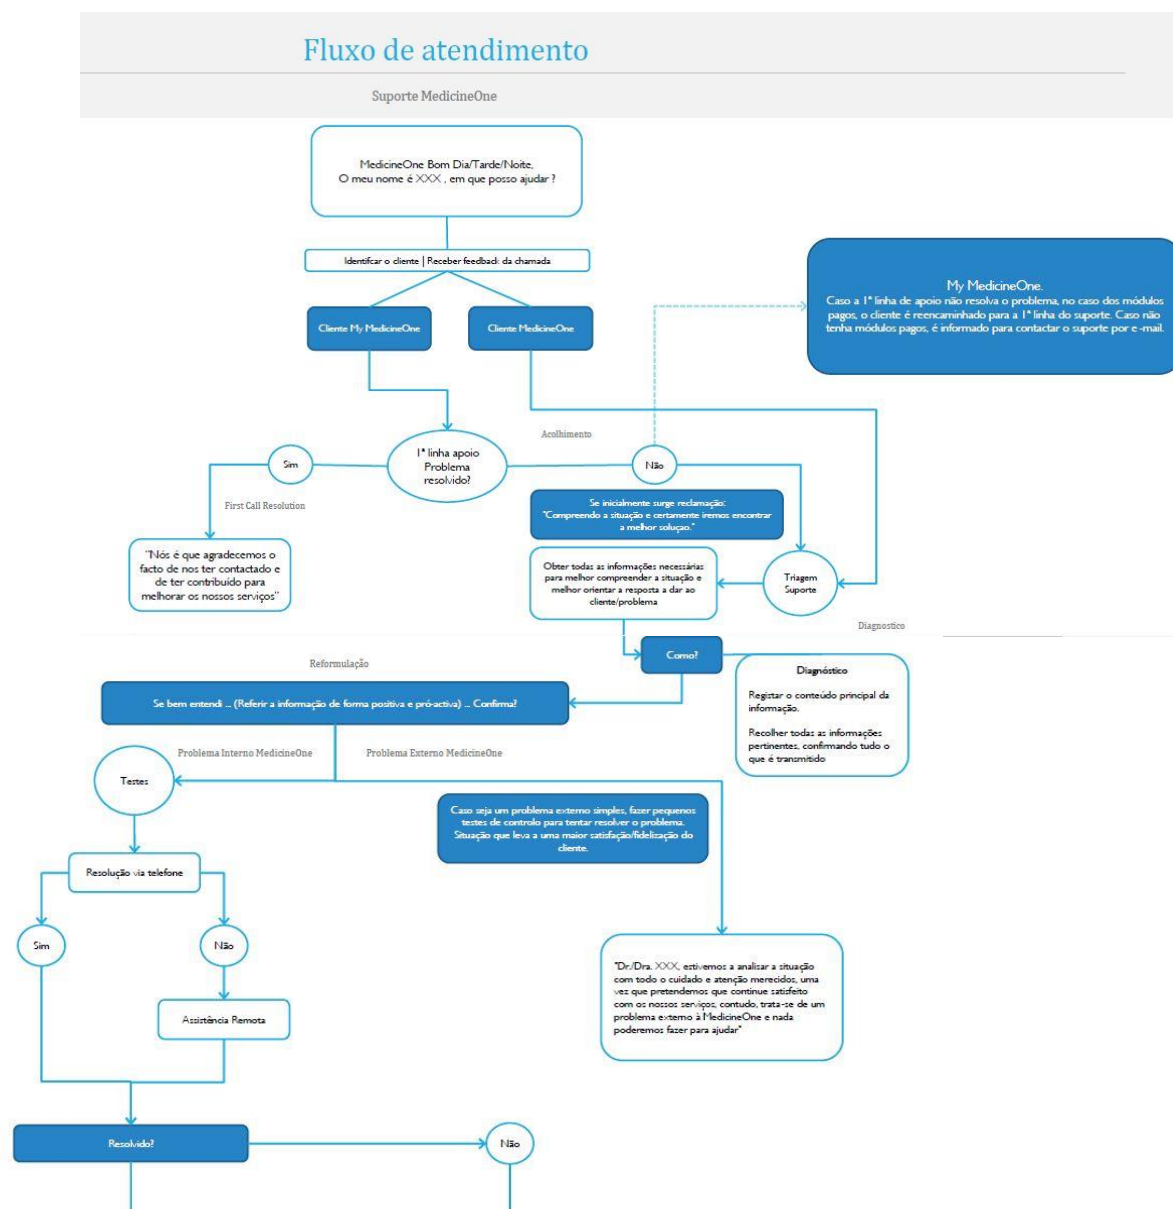 Fluxo de atendimento
Suporte MedicineOne
MedicineOne Bom Dia/Tarde/Noite,
O meu nome é XXX , em que posso ajudar ?
Identifcar o cliente | Receber feedback da chamada
Cliente My MedicineOne
Cliente MedicineOne
My MedicineOne.
Caso a 1ª linha de apoio não resolva o problema, no caso dos módulos
pagos, o cliente é reencaminhado para a 1ª linha do suporte. Caso não
tenha módulos pagos, é informado para contactar o suporte por e-mail.
Acolhimento
Sim
1ª linha apoio
Problema
resolvido?
Não
First Call Resolution
Se inicialmente surge reclamação:
"Compreendo a situação e certamente iremos encontrar
a melhor soluçao."
"Nós é que agradecemos o
facto de nos ter contactado e
de ter contribuído para
melhorar os nossos serviços"
Obter todas as informações necessárias
para melhor compreender a situação e
melhor orientar a resposta a dar ao
cliente/problema
Triagem
Suporte
Diagnostico
Como?
Reformulação
Diagnóstico
Registar o conteúdo principal da
informação.
Recolher todas as informações
pertinentes, confirmando tudo o
que é transmitido
Se bem entendi ... (Referir a informação de forma positiva e pró-activa) ... Confirma?
Problema Interno MedicineOne
Problema Externo MedicineOne
Testes
Caso seja um problema externo simples, fazer pequenos
testes de controlo para tentar resolver o problema.
Situação que leva a uma maior satisfação/fidelização do
cliente.
Resolução via telefone
Sim
Não
"Dr./Dra. XXX, estivemos a analisar a situação
com todo o cuidado e atenção merecidos, uma
vez que pretendemos que continue satisfeito
com os nossos serviços, contudo, trata-se de um
problema externo à MedicineOne e nada
poderemos fazer para ajudar"
Assistência Remota
Resolvido?
Não